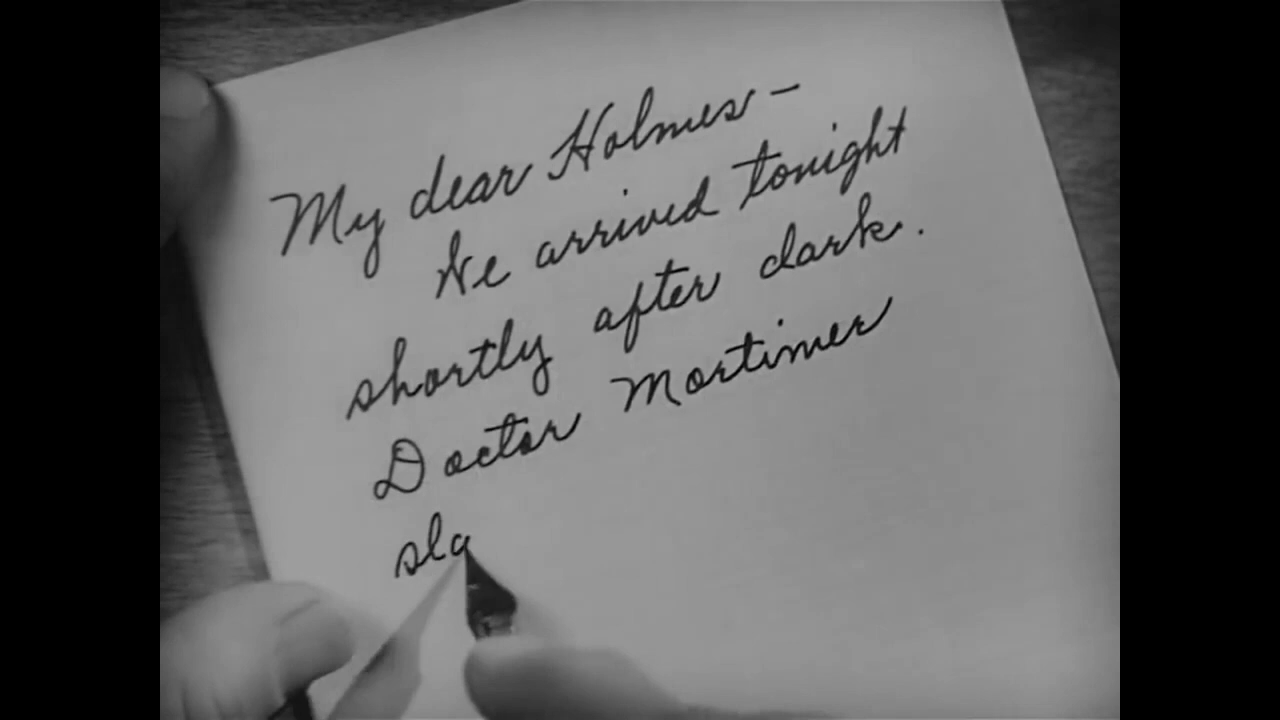 My dear Holmes –
We arrived tonight
shortly after dark.
Doctor Mortimer
sla